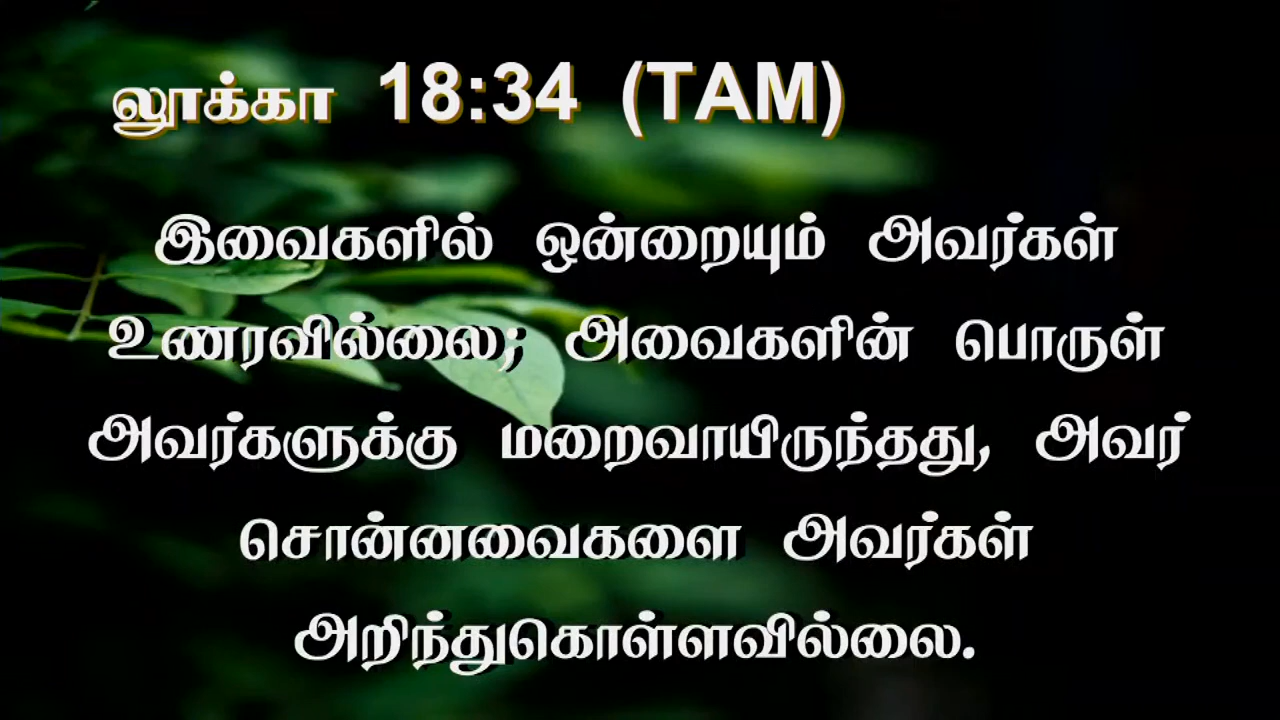 லூக்கா 18:34 (TAM)
இவைகளில் ஒன்றையும் அவர்கள்
உணரவில்லை; அவைகளின் பொருள்
அவர்களுக்கு மறைவாயிருந்தது, அவர்
சொன்னவைகளை அவர்கள்
அறிந்துகொள்ளவில்லை.